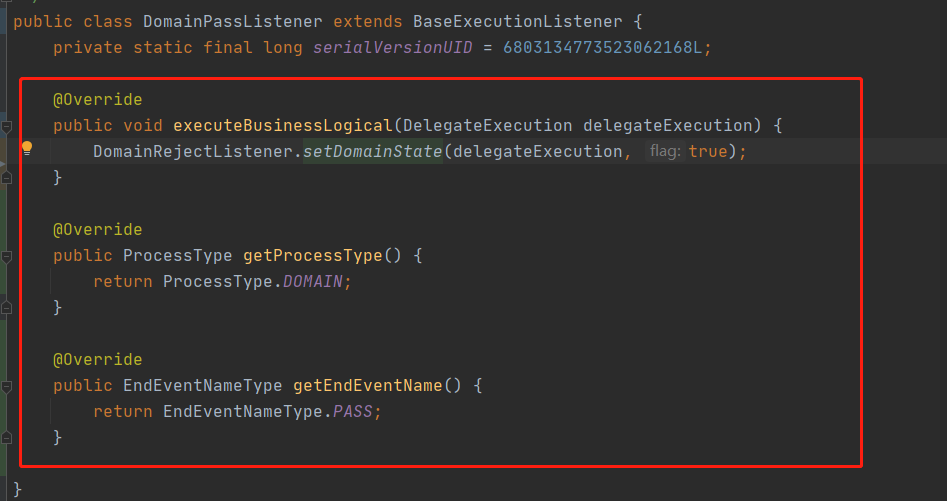 public class DomainPassListener extends BaseExecutionListener {
    private static final long serialVersionUID = 6803134773523062168L;
    @Override
    public void executeBusinessLogical(DelegateExecution delegateExecution) {
        DomainRejectListener.setDomainState(delegateExecution, flag: true);
    }
    @Override
    public ProcessType getProcessType() {
        return ProcessType.DOMAIN;
    }
    @Override
    public EndEventNameType getEndEventName() {
        return EndEventNameType.PASS;
    }
}